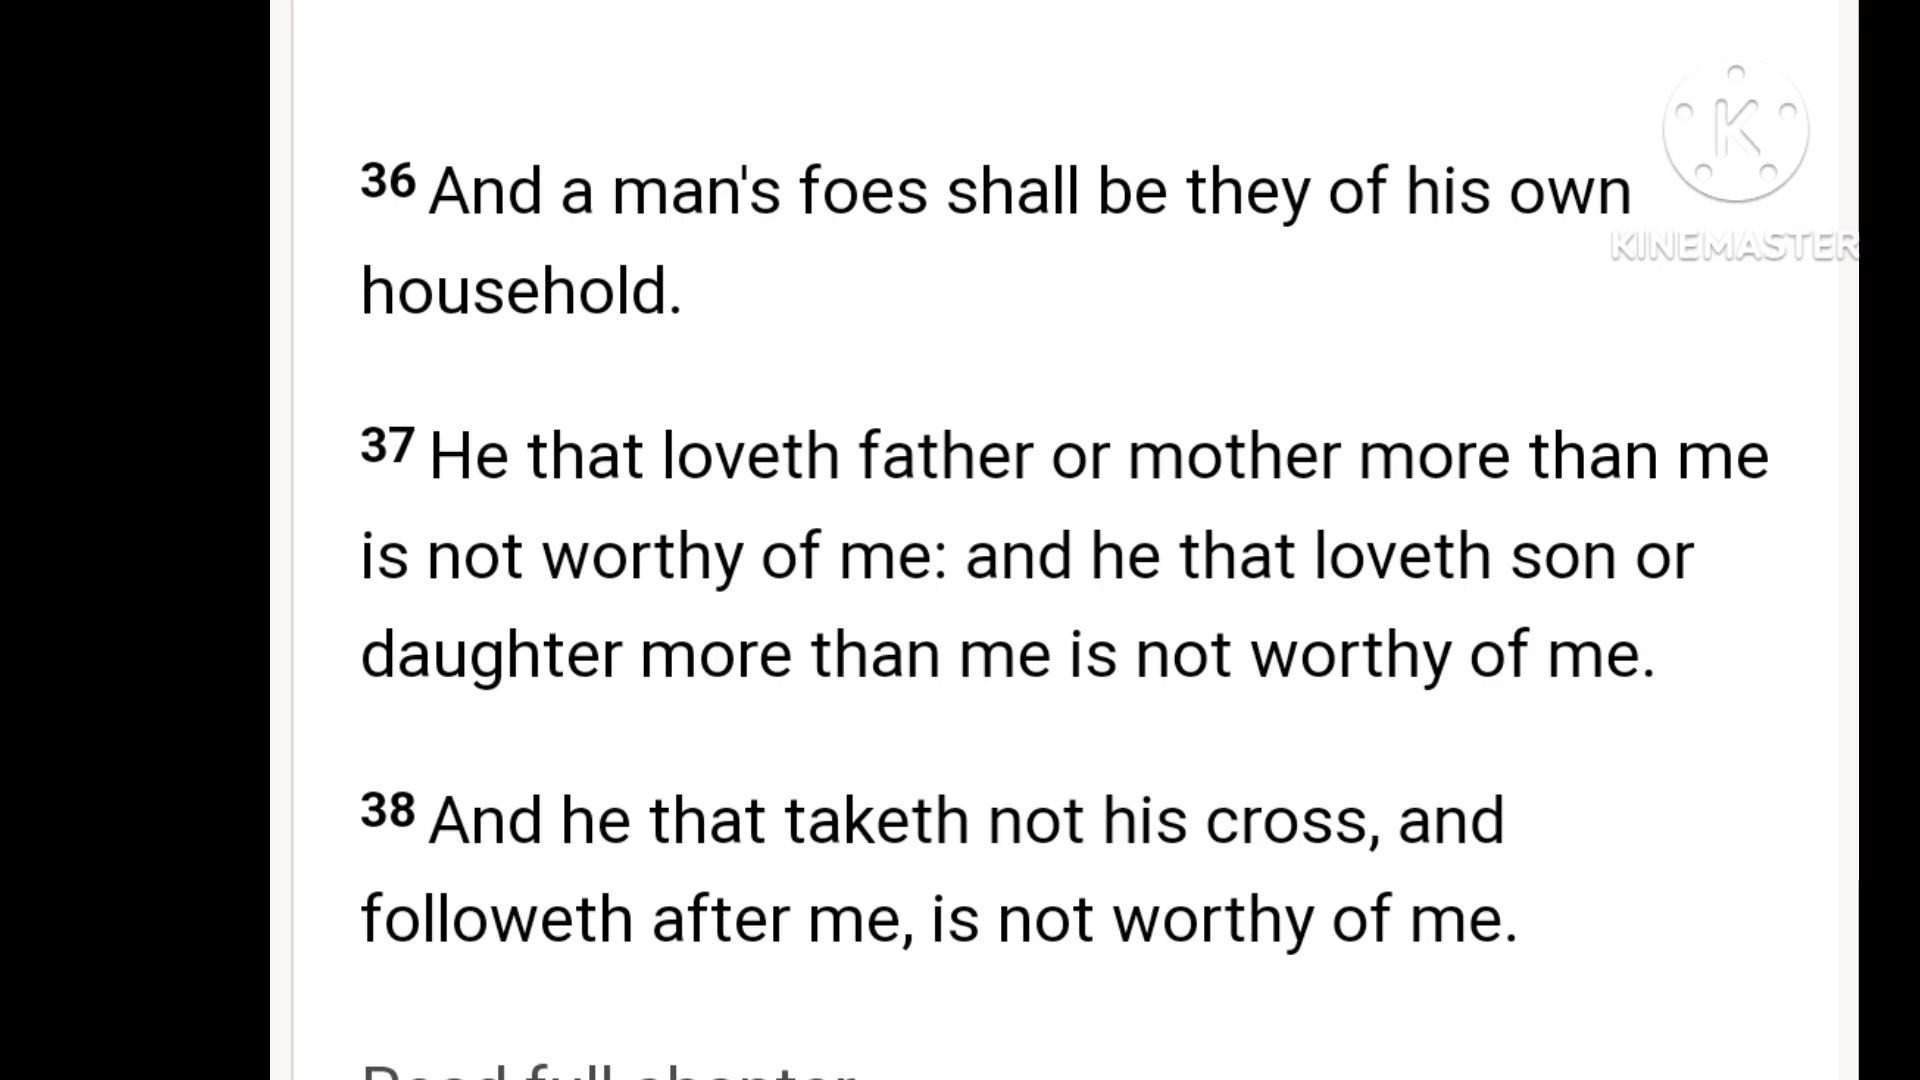 36 And a man's foes shall be they of his own
household.
37 He that loveth father or mother more than me
is not worthy of me: and he that loveth son or
daughter more than me is not worthy of me.
38 And he that taketh not his cross, and
followeth after me, is not worthy of me.
Read full chapter
K
KINEMASTER